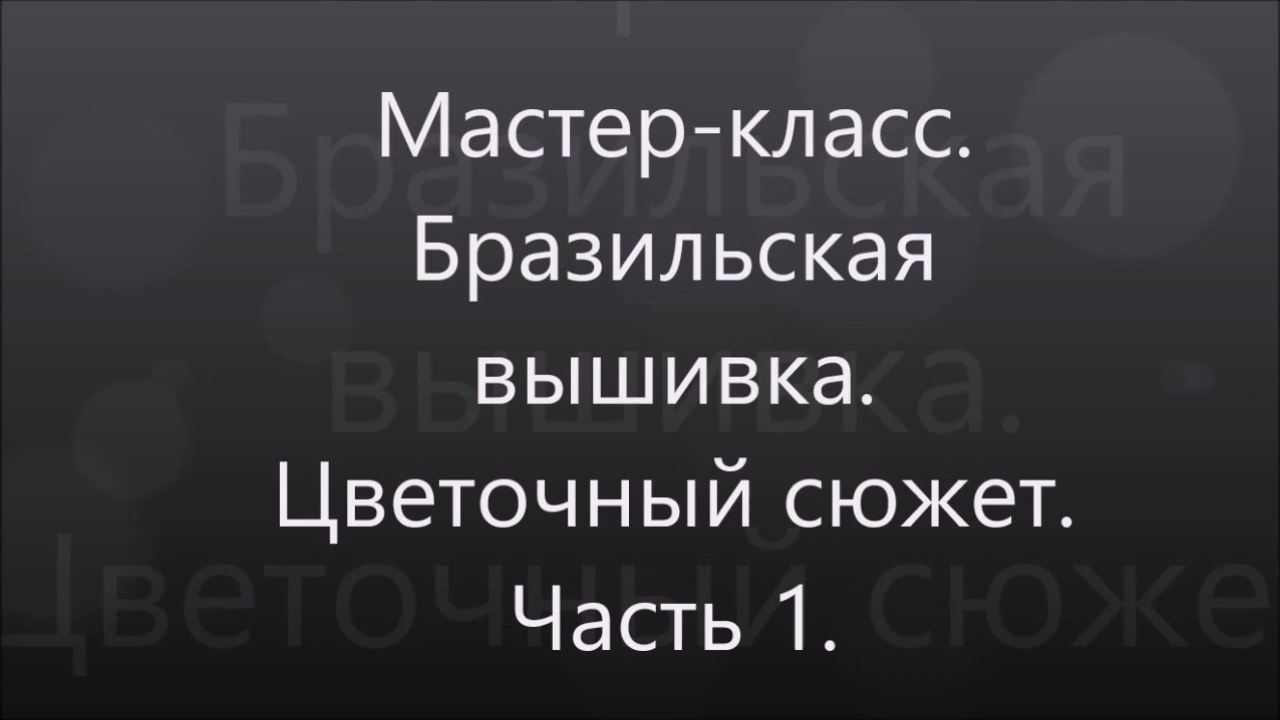 Мастер-класс.
Бразильская
вышивка.
Цветочный сюжет.
Часть 1.